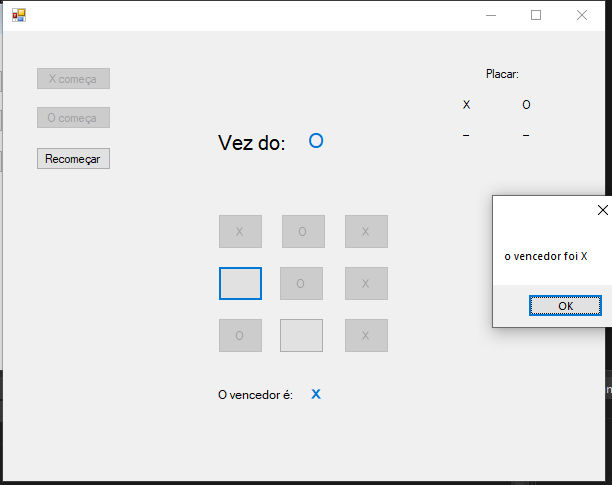 X começa
O começa
Recomeçar
Placar:
X O
– –
Vez do: O
X O X
O X
O X
o vencedor foi X
OK
O vencedor é: X